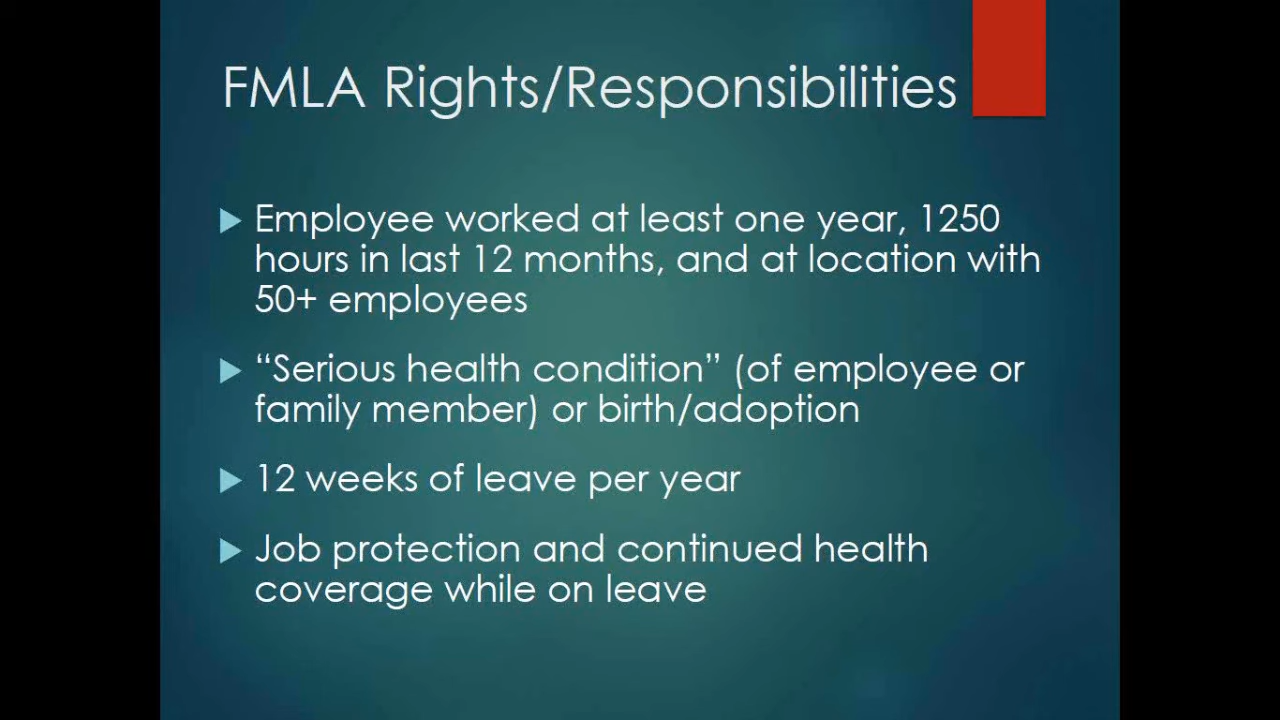 FMLA Rights/Responsibilities
Employee worked at least one year, 1250
hours in last 12 months, and at location with
50+ employees
“Serious health condition” (of employee or
family member) or birth/adoption
12 weeks of leave per year
Job protection and continued health
coverage while on leave